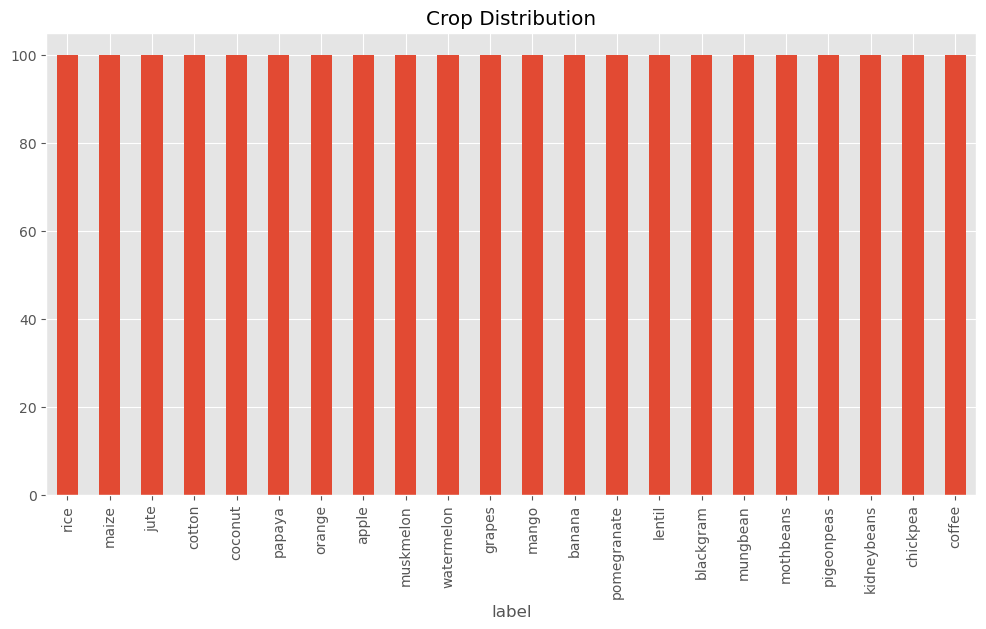 Crop Distribution
100
80
60
40
20
0
rice
maize
jute
cotton
coconut
papaya
orange
apple
muskmelon
watermelon
grapes
mango
banana
pomegranate
lentil
blackgram
mungbean
mothbeans
pigeonpeas
kidneybeans
chickpea
coffee
label